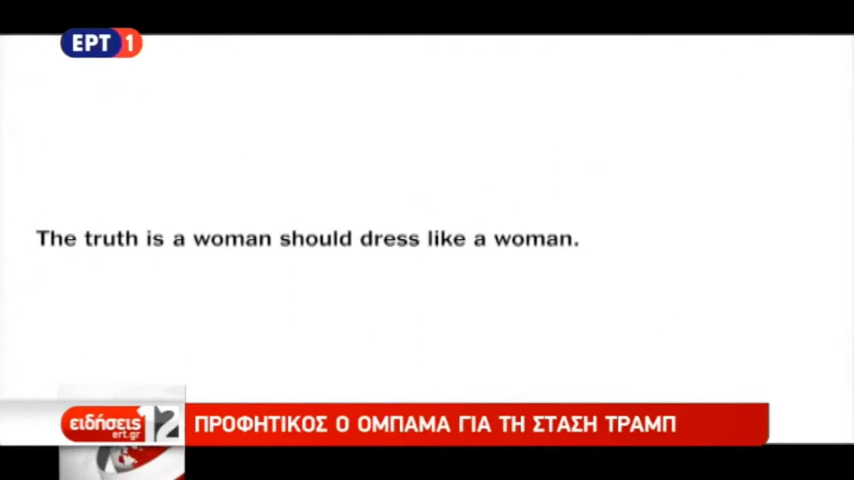 ΕΡΤ 1
The truth is a woman should dress like a woman.
ειδήσεις 12
ert.gr
ΠΡΟΦΗΤΙΚΟΣ Ο ΟΜΠΑΜΑ ΓΙΑ ΤΗ ΣΤΑΣΗ ΤΡΑΜΠ